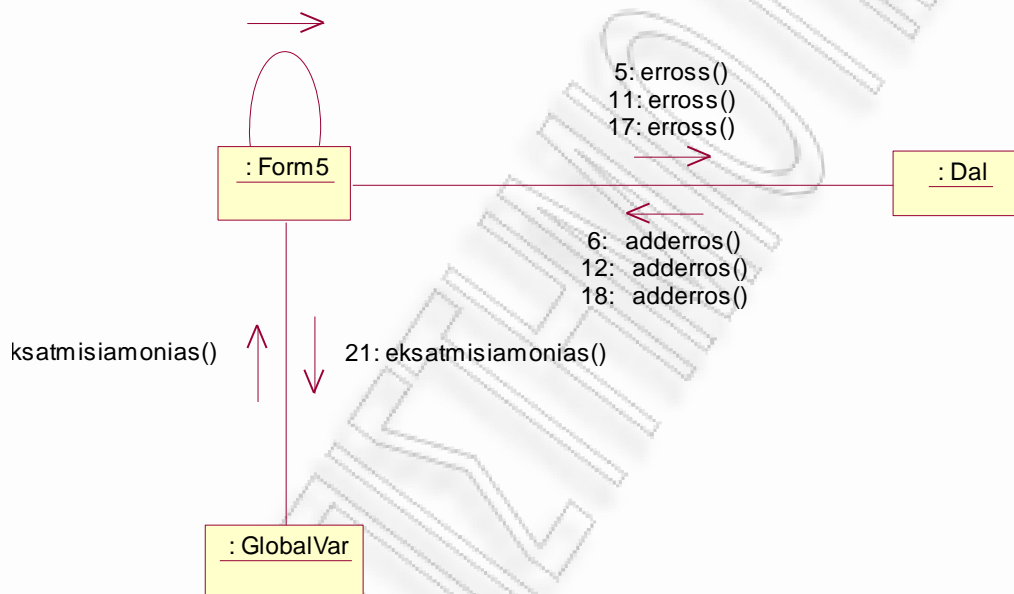 5: erross()
11: erross()
17: erross()
: Form5
: Dal
6: adderros()
12: adderros()
18: adderros()
ksatmisiamonias()
21: eksatmisiamonias()
: GlobalVar